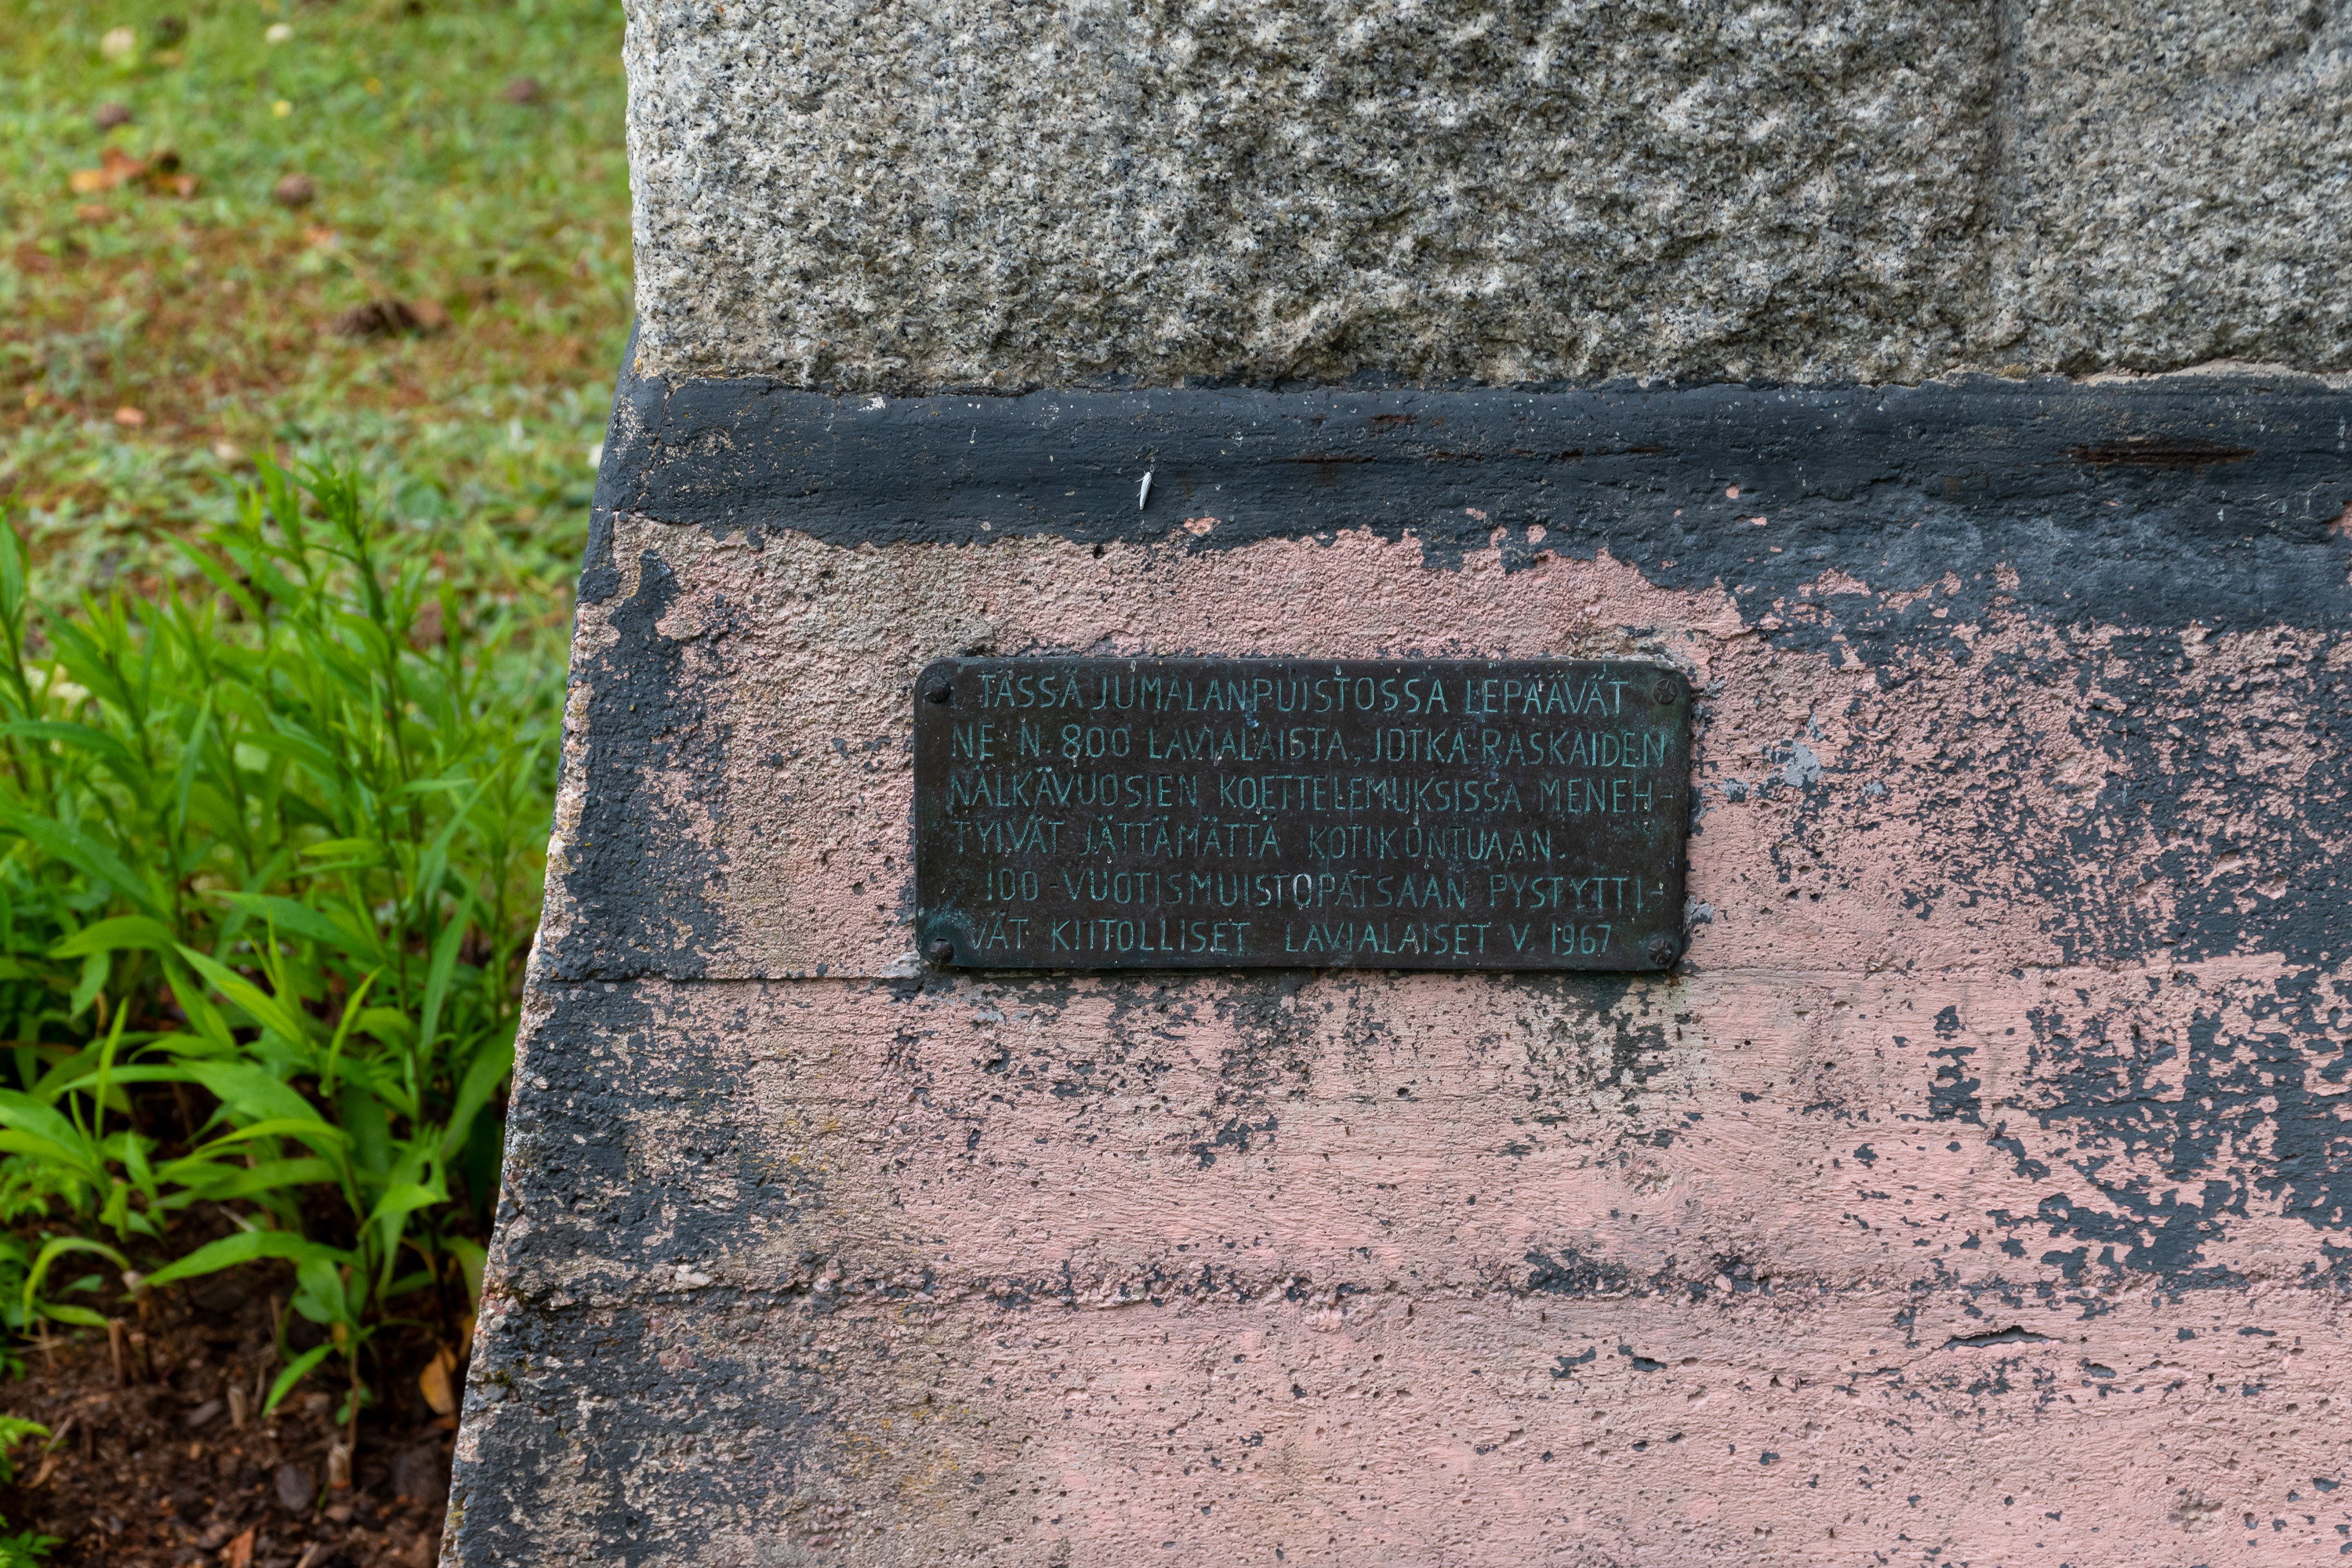 TÄSSÄ JUMALANPUISTOSSA LEPÄÄVÄT
NE N. 800 LAVIALAISTA, JOTKA RASKAIDEN
NÄLKÄVUOSIEN KOETTELEMUKSISSA MENEH-
TYIVÄT JÄTTÄMÄTTÄ KOTIKONTUAAN.
100-VUOTISMUISTOPATSAAN PYSTYTTI-
VÄT KIITOLLISET LAVIALAISET V. 1967